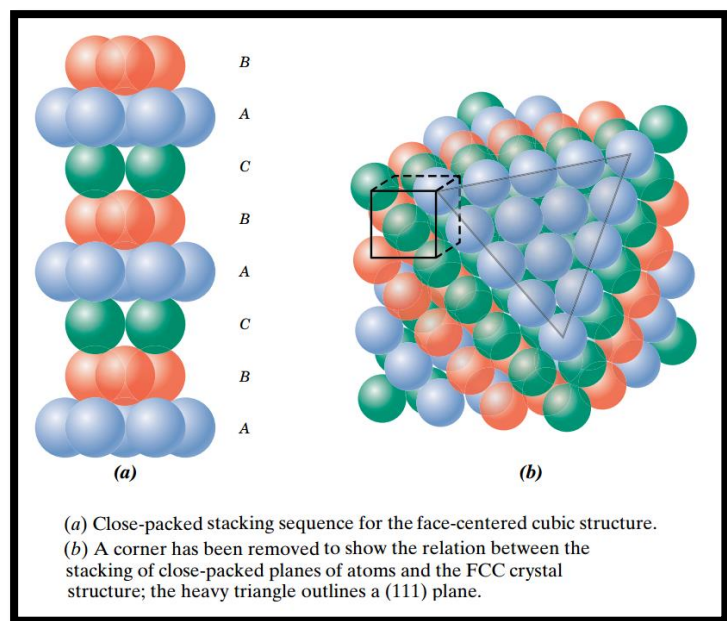 B
A
C
B
A
C
B
A
(a)
(b)
(a) Close-packed stacking sequence for the face-centered cubic structure.
(b) A corner has been removed to show the relation between the
stacking of close-packed planes of atoms and the FCC crystal
structure; the heavy triangle outlines a (111) plane.